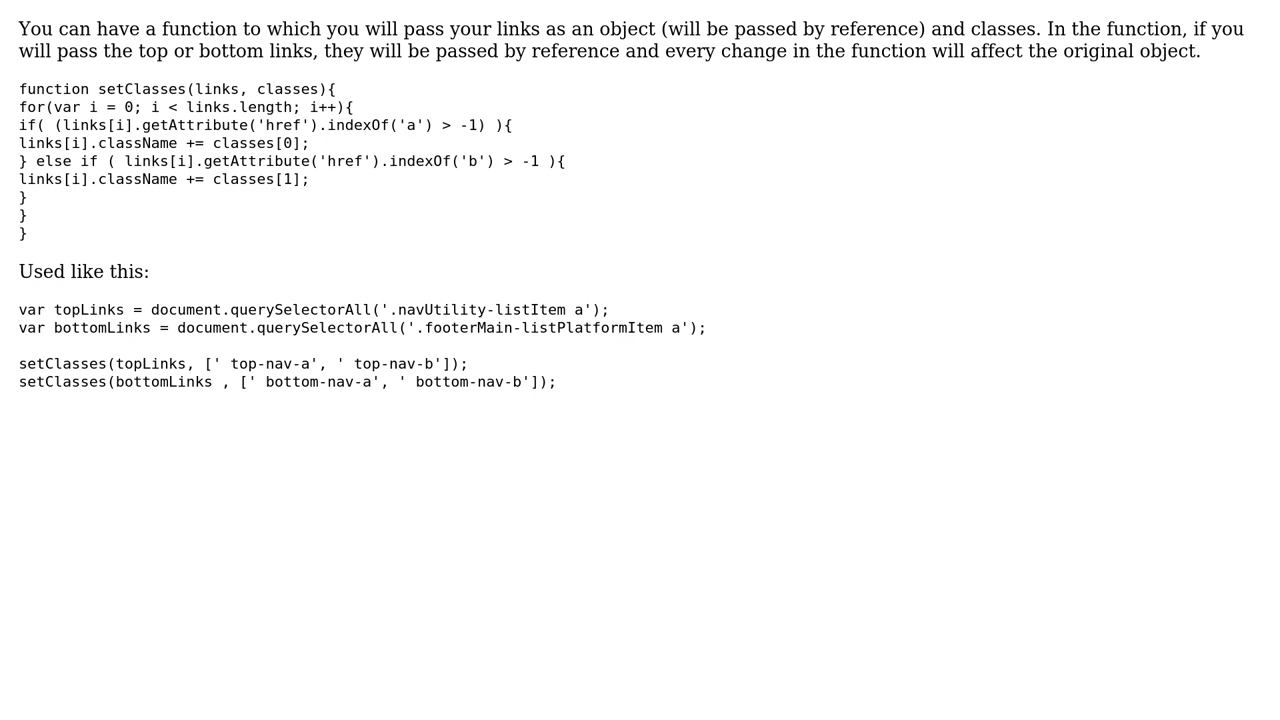 You can have a function to which you will pass your links as an object (will be passed by reference) and classes. In the function, if you
will pass the top or bottom links, they will be passed by reference and every change in the function will affect the original object.
function setClasses(links, classes){
for(var i = 0; i < links.length; i++){
if( (links[i].getAttribute('href').indexOf('a') > -1) ){
links[i].className += classes[0];
} else if ( links[i].getAttribute('href').indexOf('b') > -1 ){
links[i].className += classes[1];
}
}
}
Used like this:
var topLinks = document.querySelectorAll('.navUtility-listItem a');
var bottomLinks = document.querySelectorAll('.footerMain-listPlatformItem a');
setClasses(topLinks, [' top-nav-a', ' top-nav-b']);
setClasses(bottomLinks , [' bottom-nav-a', ' bottom-nav-b']);